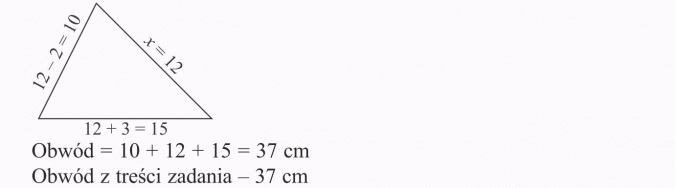 12 – 2 = 10
x = 12
12 + 3 = 15
Obwód = 10 + 12 + 15 = 37 cm
Obwód z treści zadania – 37 cm